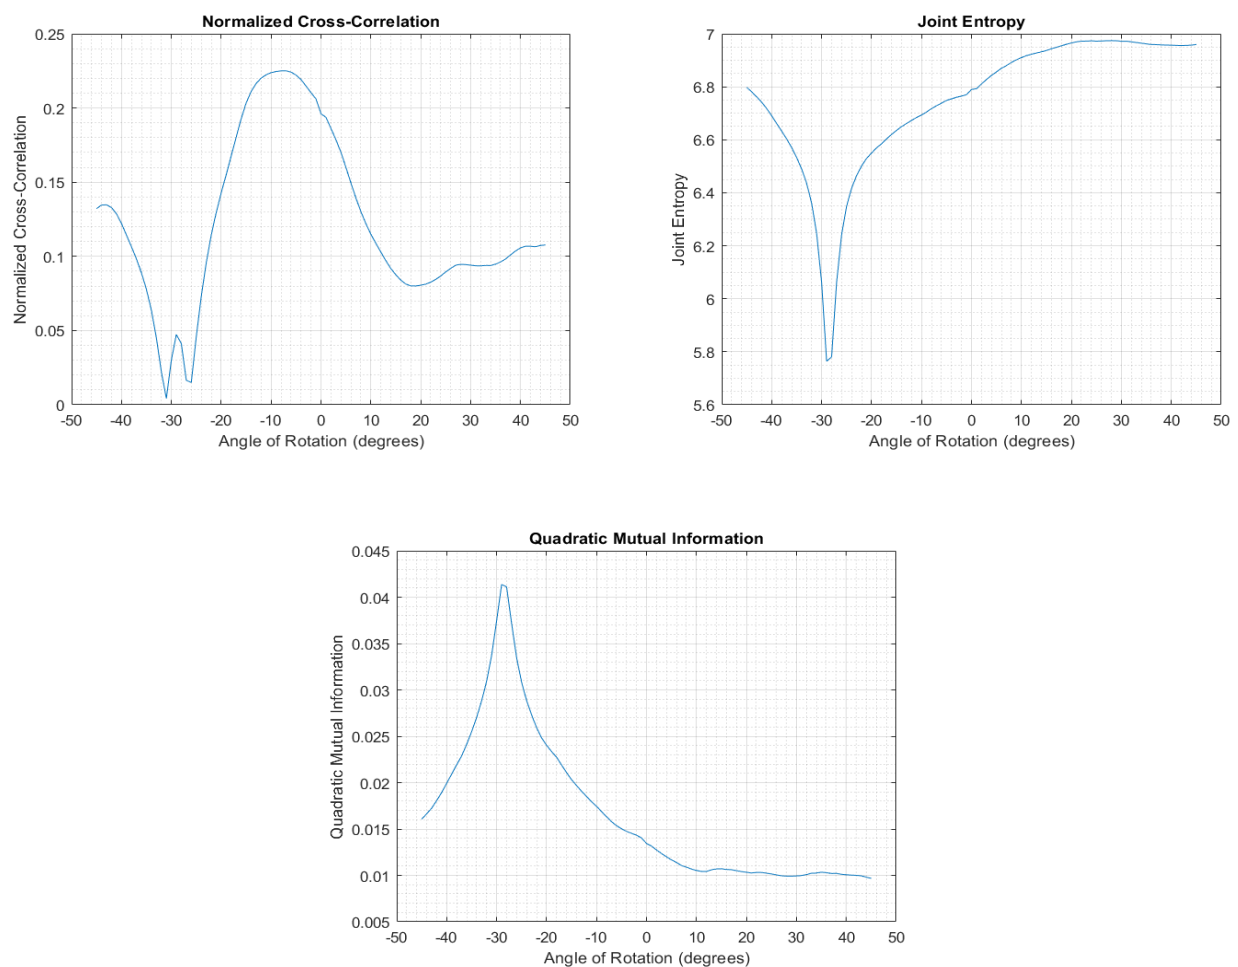 Normalized Cross-Correlation
0.25
0.2
0.15
0.1
0.05
0
Normalized Cross-Correlation
-50 -40 -30 -20 -10 0 10 20 30 40 50
Angle of Rotation (degrees)
Joint Entropy
7
6.8
6.6
6.4
6.2
6
5.8
5.6
Joint Entropy
-50 -40 -30 -20 -10 0 10 20 30 40 50
Angle of Rotation (degrees)
Quadratic Mutual Information
0.045
0.04
0.035
0.03
0.025
0.02
0.015
0.01
0.005
Quadratic Mutual Information
-50 -40 -30 -20 -10 0 10 20 30 40 50
Angle of Rotation (degrees)